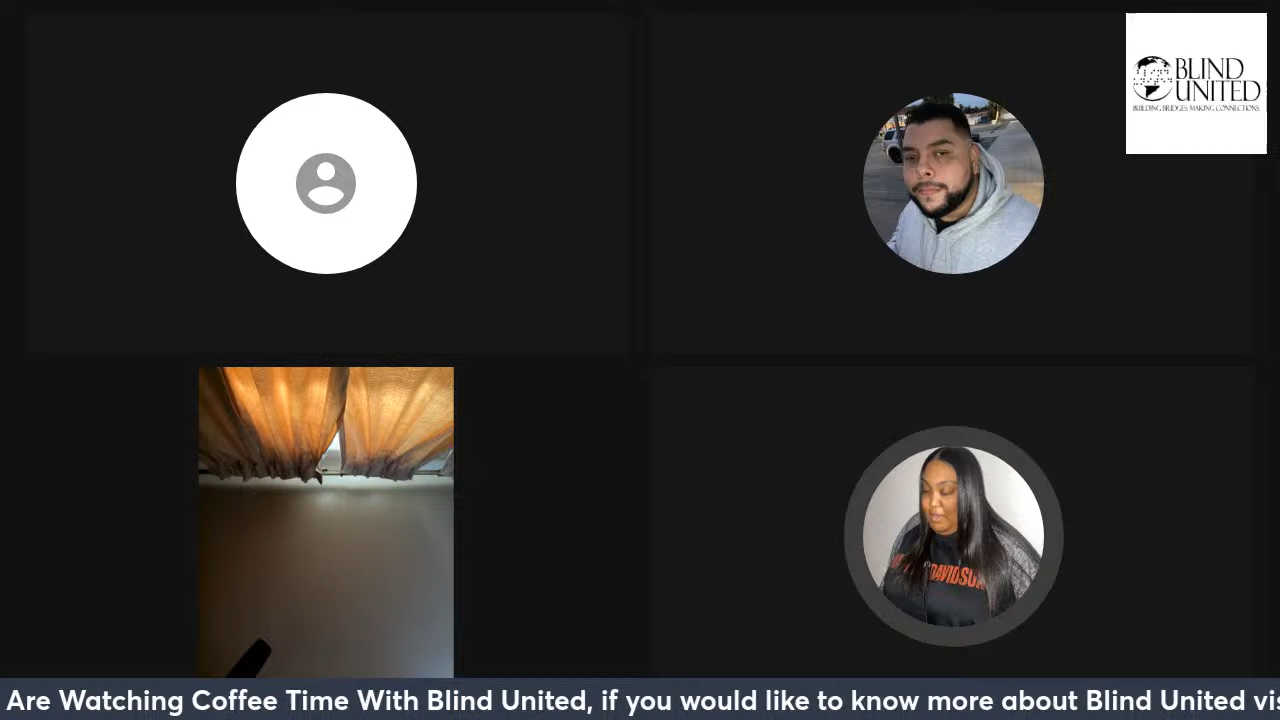 BLIND
UNITED
BUILDING BRIDGES. MAKING CONNECTIONS.
DAVIDSON
Are Watching Coffee Time With Blind United, if you would like to know more about Blind United vis